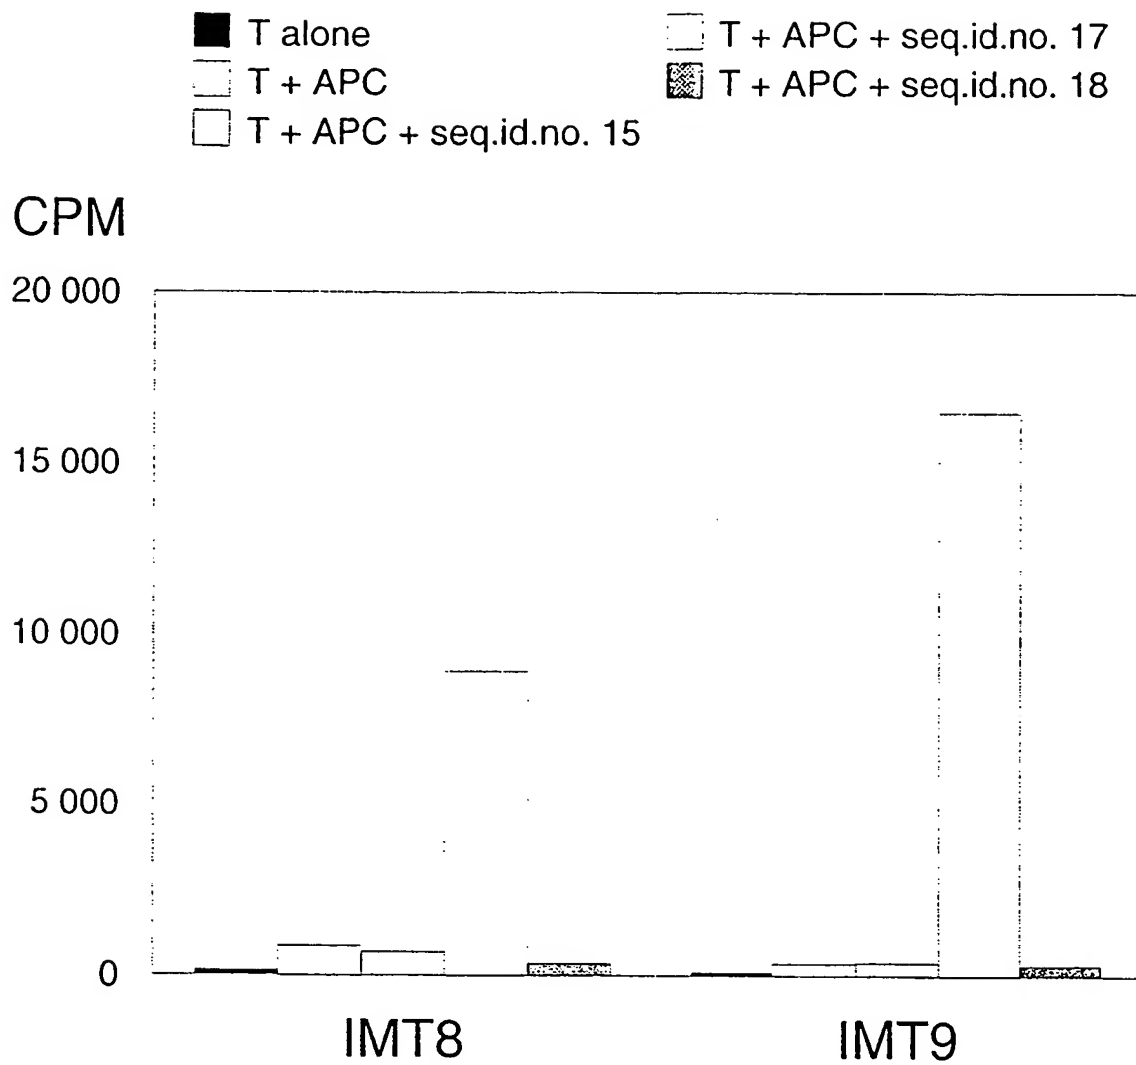 T alone
T + APC
T + APC + seq.id.no. 15
T + APC + seq.id.no. 17
T + APC + seq.id.no. 18
CPM
20 000
15 000
10 000
5 000
0
IMT8
IMT9